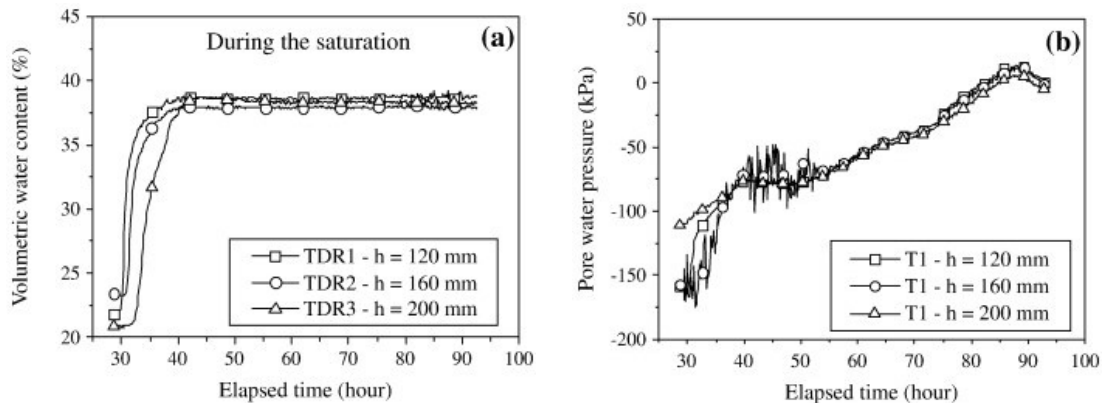 During the saturation
(a)
Volumetric water content (%)
45
40
35
30
25
20
TDR1 - h = 120 mm
TDR2 - h = 160 mm
TDR3 - h = 200 mm
30 40 50 60 70 80 90 100
Elapsed time (hour)
(b)
Pore water pressure (kPa)
50
0
-50
-100
-150
-200
T1 - h = 120 mm
T1 - h = 160 mm
T1 - h = 200 mm
30 40 50 60 70 80 90 100
Elapsed time (hour)